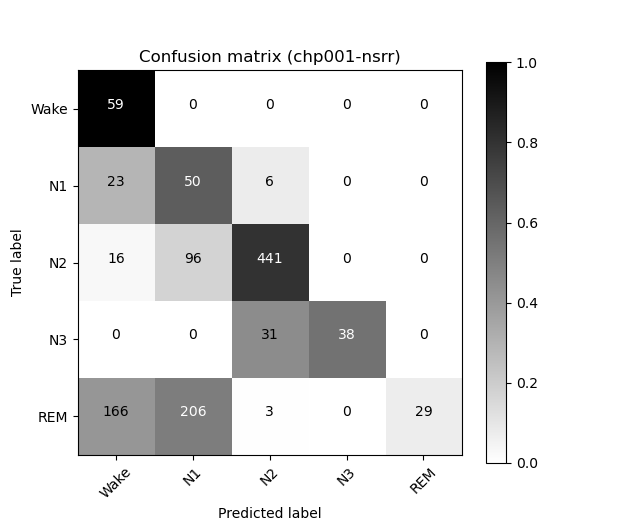 Confusion matrix (chp001-nsrr)
Wake 59 0 0 0 0
N1 23 50 6 0 0
N2 16 96 441 0 0
N3 0 0 31 38 0
REM 166 206 3 0 29
Wake N1 N2 N3 REM
Predicted label
True label
1.0
0.8
0.6
0.4
0.2
0.0